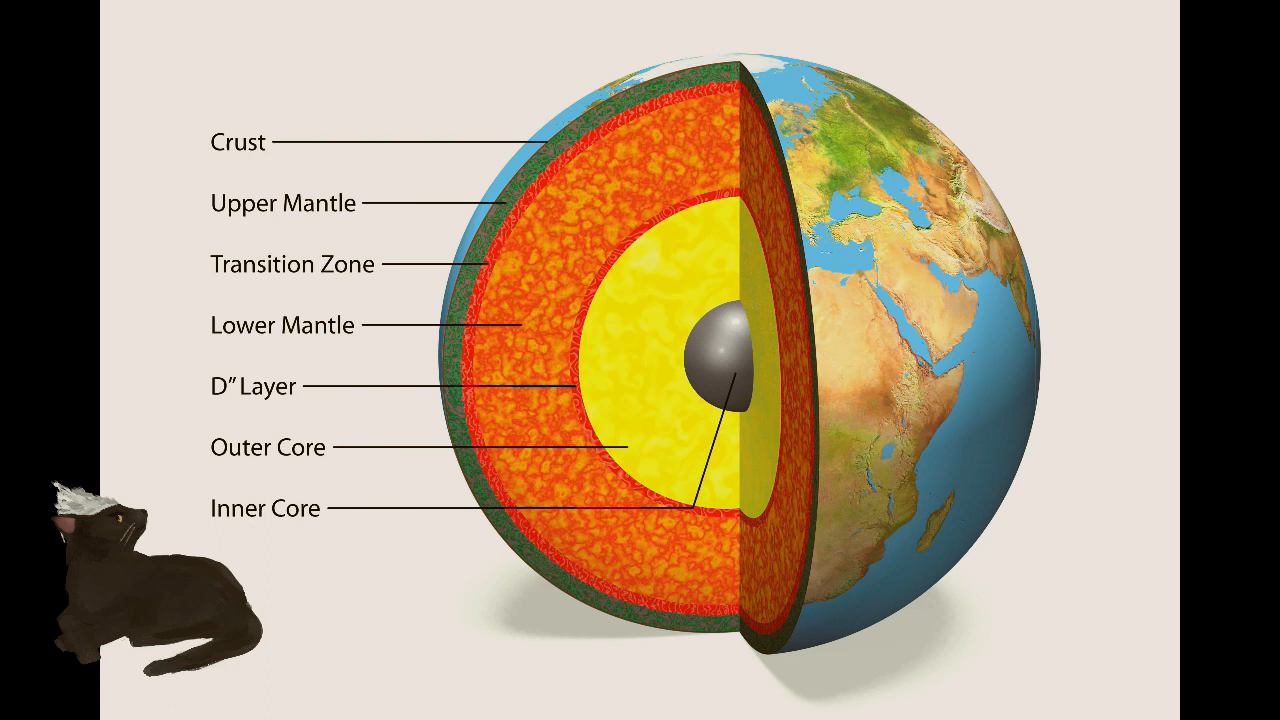 Crust
Upper Mantle
Transition Zone
Lower Mantle
D” Layer
Outer Core
Inner Core